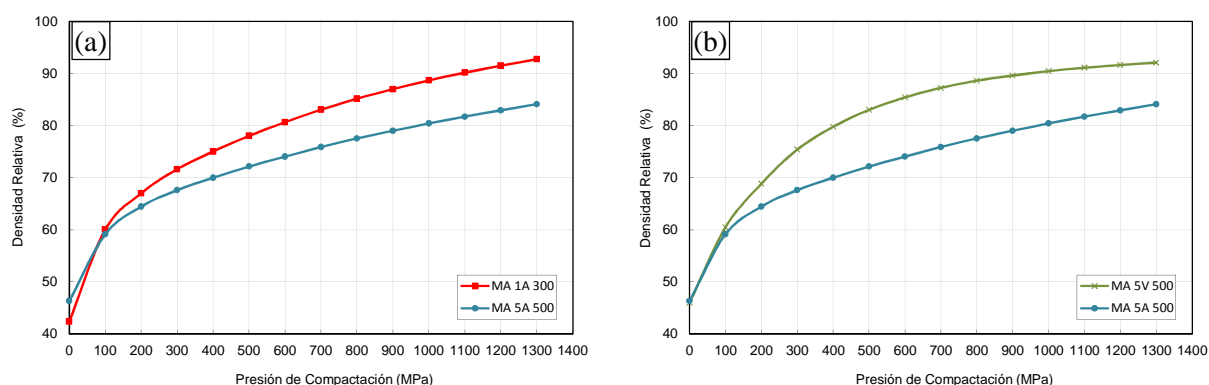 (a)
Densidad Relativa (%)
100
90
80
70
60
50
40
0 100 200 300 400 500 600 700 800 900 1000 1100 1200 1300 1400
Presión de Compactación (MPa)
MA 1A 300
MA 5A 500
(b)
Densidad Relativa (%)
100
90
80
70
60
50
40
0 100 200 300 400 500 600 700 800 900 1000 1100 1200 1300 1400
Presión de Compactación (MPa)
MA 5V 500
MA 5A 500